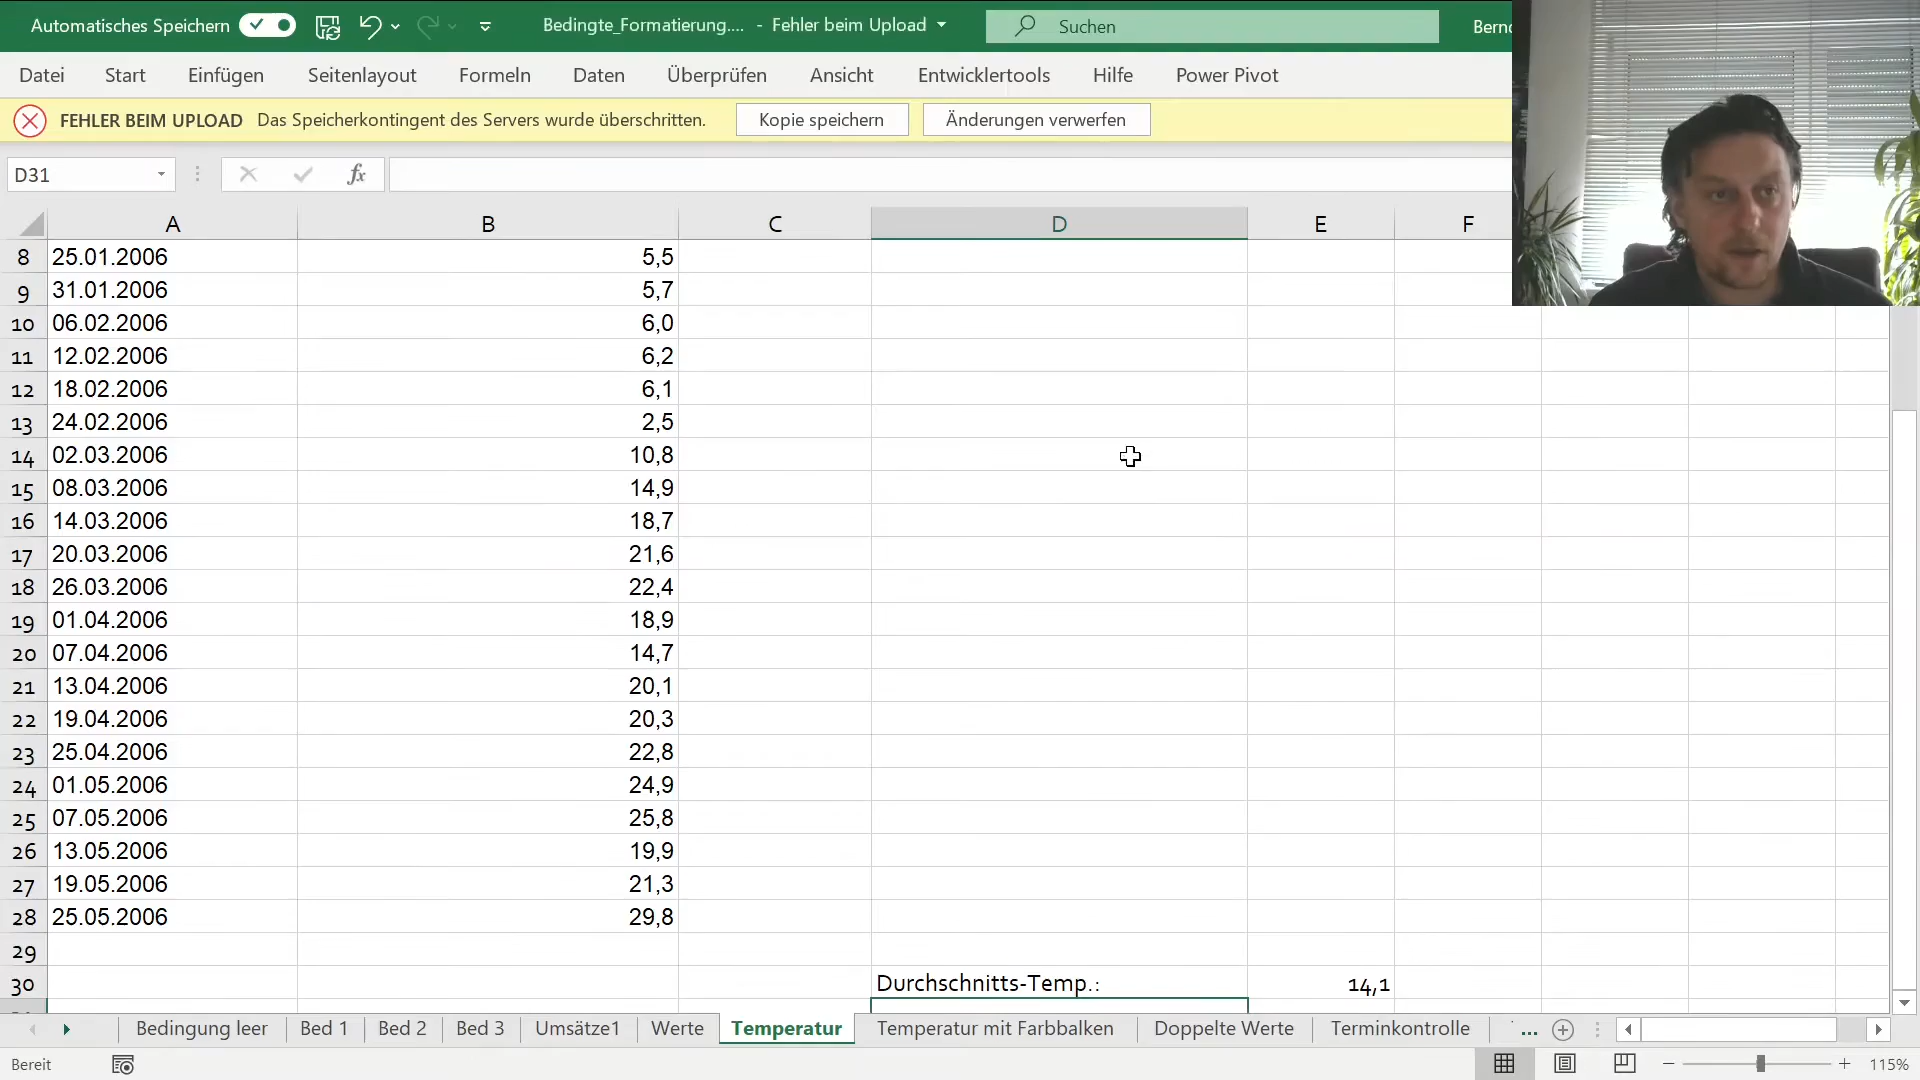 Automatisches Speichern Bedingte_Formatierung.... - Fehler beim Upload Suchen
Datei Start Einfügen Seitenlayout Formeln Daten Überprüfen Ansicht Entwicklertools Hilfe Power Pivot
FEHLER BEIM UPLOAD Das Speicherkontingent des Servers wurde überschritten. Kopie speichern Änderungen verwerfen
D31 fx
A B C D E F
8 25.01.2006 5,5
9 31.01.2006 5,7
10 06.02.2006 6,0
11 12.02.2006 6,2
12 18.02.2006 6,1
13 24.02.2006 2,5
14 02.03.2006 10,8
15 08.03.2006 14,9
16 14.03.2006 18,7
17 20.03.2006 21,6
18 26.03.2006 22,4
19 01.04.2006 18,9
20 07.04.2006 14,7
21 13.04.2006 20,1
22 19.04.2006 20,3
23 25.04.2006 22,8
24 01.05.2006 24,9
25 07.05.2006 25,8
26 13.05.2006 19,9
27 19.05.2006 21,3
28 25.05.2006 29,8
29
30 Durchschnitts-Temp.: 14,1
Bedingung leer Bed 1 Bed 2 Bed 3 Umsätze1 Werte Temperatur Temperatur mit Farbbalken Doppelte Werte Terminkontrolle ...
Bereit 115%